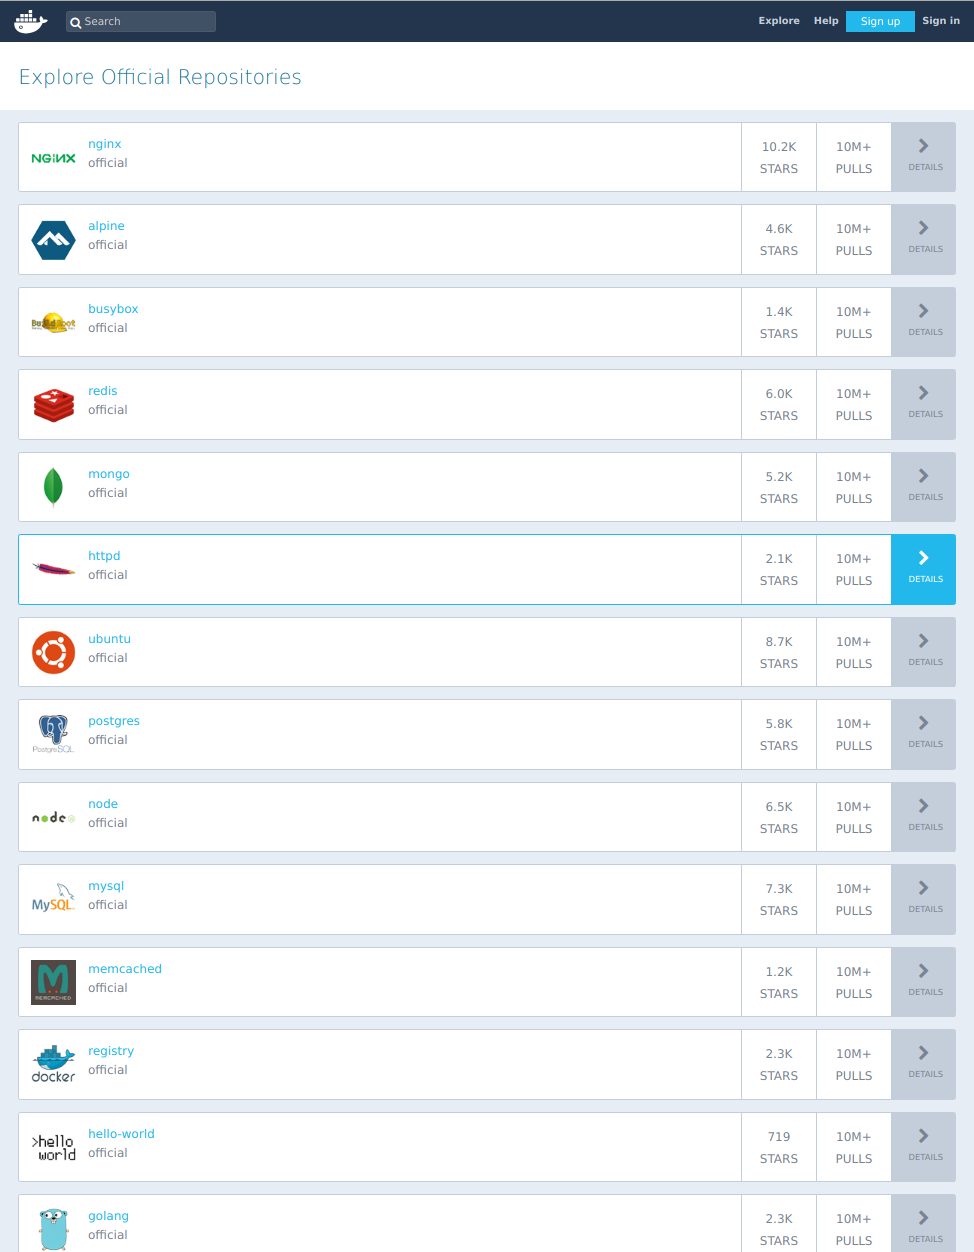 Search
Explore Help Sign up Sign in
Explore Official Repositories
NGiNX
nginx
official
10.2K
STARS
10M+
PULLS
DETAILS
alpine
official
4.6K
STARS
10M+
PULLS
DETAILS
busybox
official
1.4K
STARS
10M+
PULLS
DETAILS
redis
official
6.0K
STARS
10M+
PULLS
DETAILS
mongo
official
5.2K
STARS
10M+
PULLS
DETAILS
httpd
official
2.1K
STARS
10M+
PULLS
DETAILS
ubuntu
official
8.7K
STARS
10M+
PULLS
DETAILS
PostgreSQL
postgres
official
5.8K
STARS
10M+
PULLS
DETAILS
node
node
official
6.5K
STARS
10M+
PULLS
DETAILS
MySQL
mysql
official
7.3K
STARS
10M+
PULLS
DETAILS
MEMCACHED
memcached
official
1.2K
STARS
10M+
PULLS
DETAILS
docker
registry
official
2.3K
STARS
10M+
PULLS
DETAILS
>hello
world
hello-world
official
719
STARS
10M+
PULLS
DETAILS
golang
official
2.3K
STARS
10M+
PULLS
DETAILS